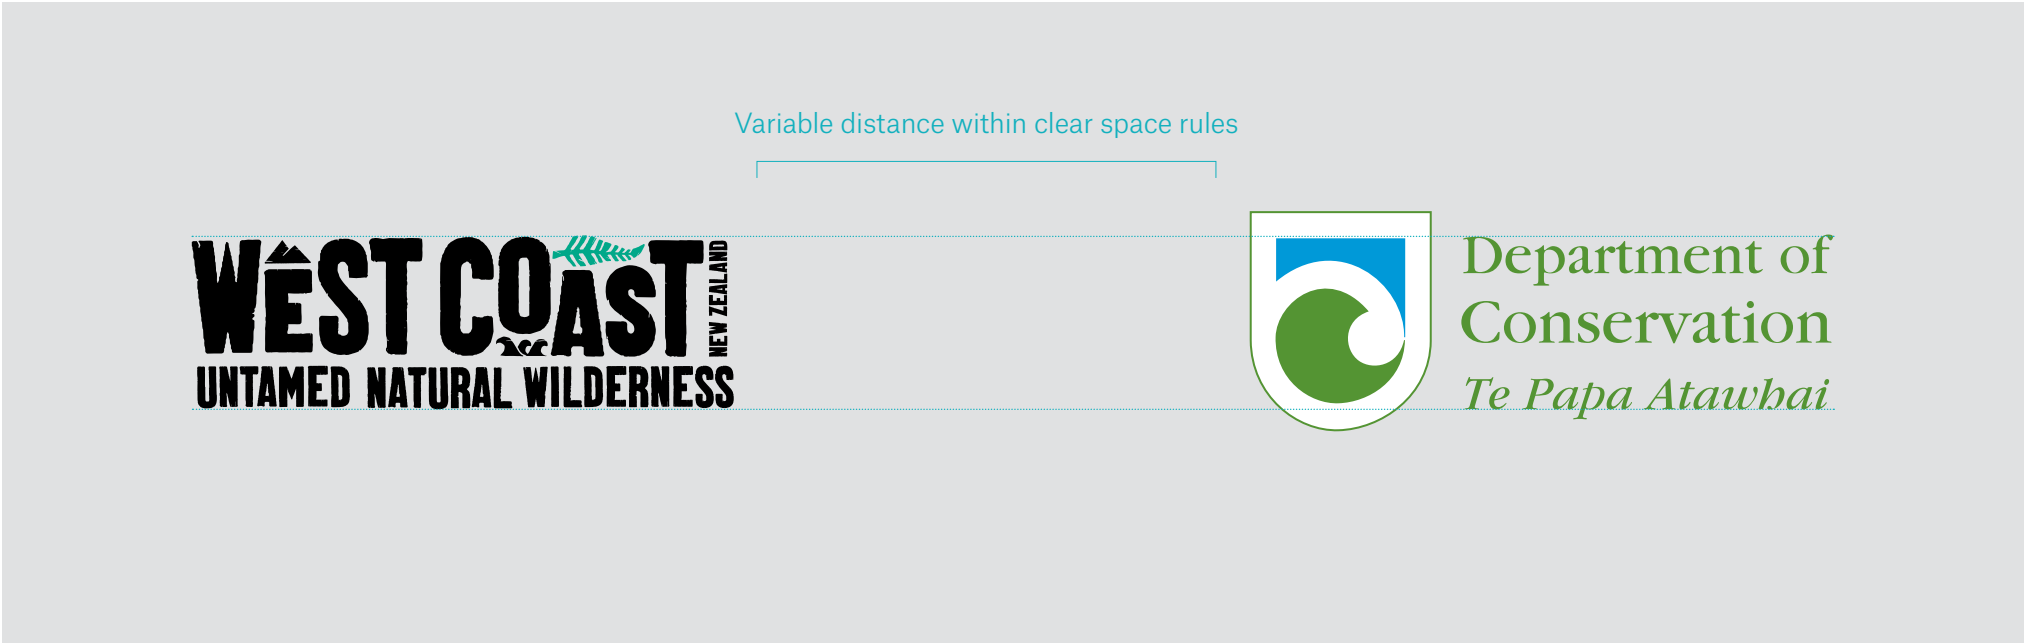 Variable distance within clear space rules
WEST COAST
NEW ZEALAND
UNTAMED NATURAL WILDERNESS
Department of
Conservation
Te Papa Atawhai